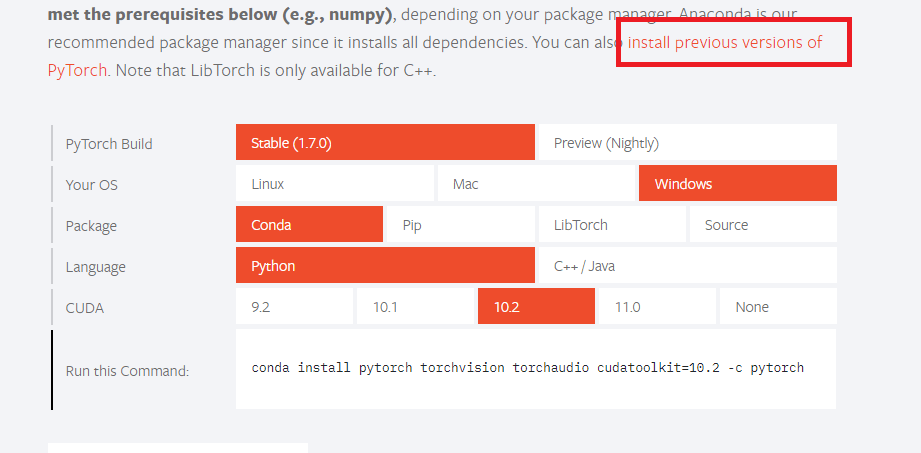 met the prerequisites below (e.g., numpy), depending on your package manager. Anaconda is our
recommended package manager since it installs all dependencies. You can also install previous versions of
PyTorch. Note that LibTorch is only available for C++.
PyTorch Build Stable (1.7.0) Preview (Nightly)
Your OS Linux Mac Windows
Package Conda Pip LibTorch Source
Language Python C++ / Java
CUDA 9.2 10.1 10.2 11.0 None
Run this Command: conda install pytorch torchvision torchaudio cudatoolkit=10.2 -c pytorch